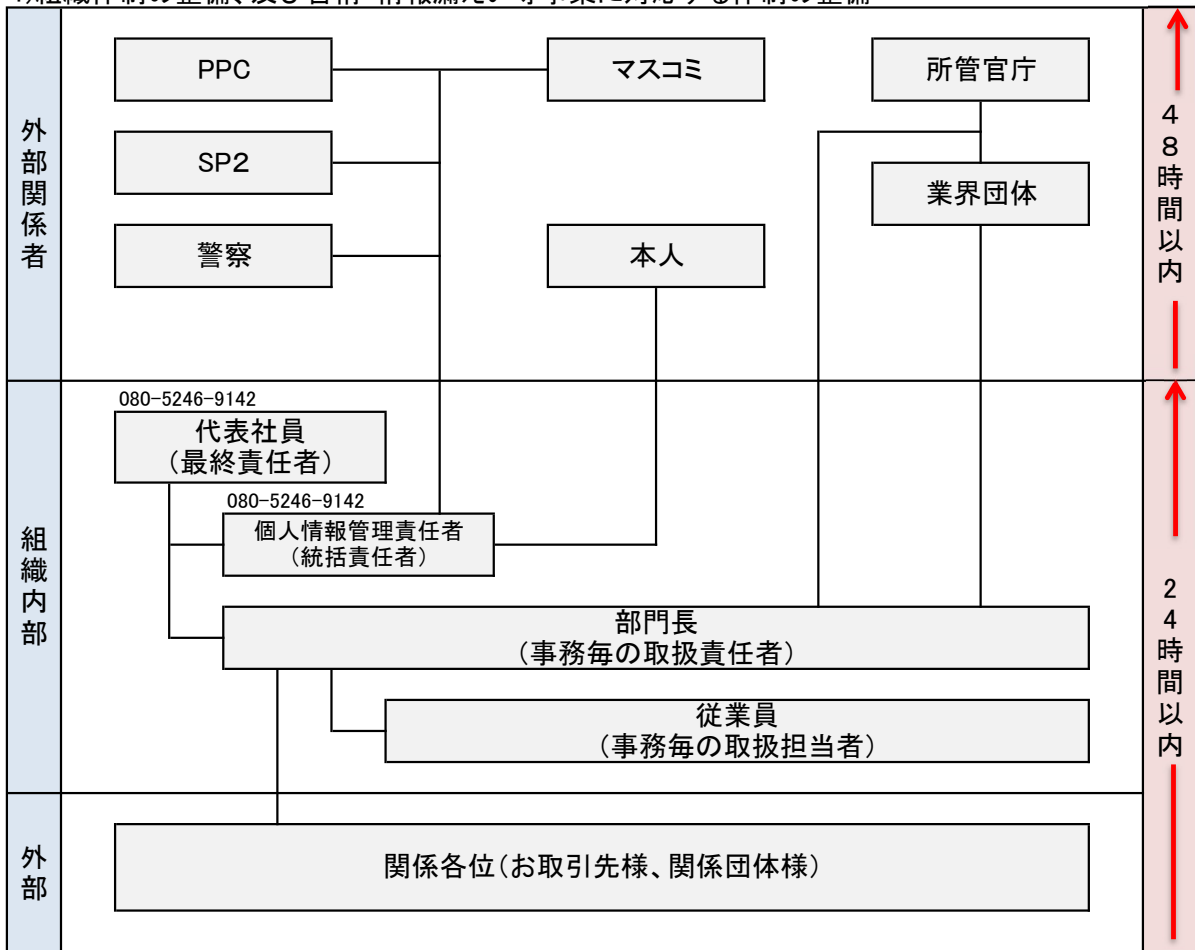 PPC
マスコミ
所管官庁
SP2
業界団体
警察
本人
外部関係者
48時間以内
080-5246-9142
代表社員
(最終責任者)
080-5246-9142
個人情報管理責任者
(統括責任者)
部門長
(事務毎の取扱責任者)
従業員
(事務毎の取扱担当者)
組織内部
24時間以内
外部
関係各位(お取引先様、関係団体様)